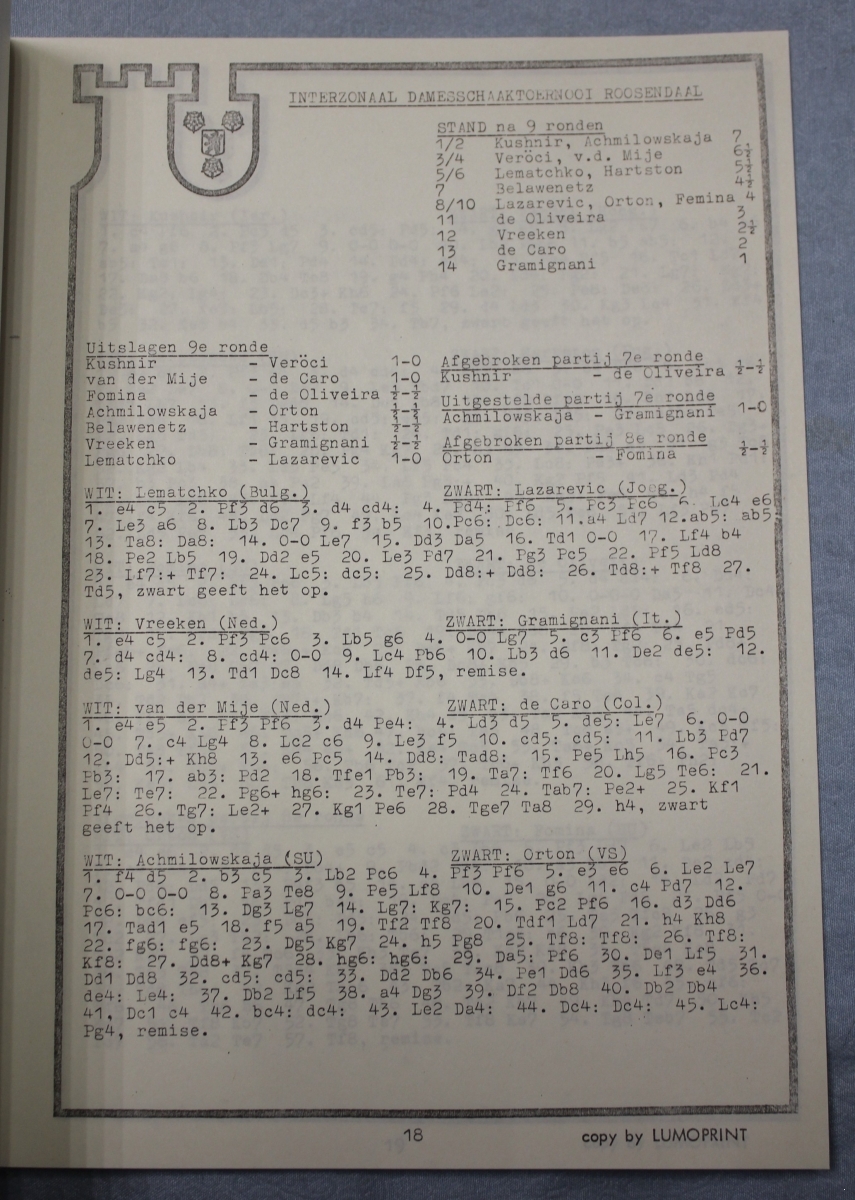 INTERZONAAL DAMESSCHAAKTOERNOOI ROOSENDAAL
STAND na 9 ronden
1/2 Kushnir, Achmilowskaja 7
3/4 Veröci, v.d. Mije 6½
5/6 Lematchko, Hartston 5½
7 Belawenetz 4½
8/10 Lazarevic, Orton, Femina 4
11 de Oliveira 3
12 Vreeken 2½
13 de Caro 2
14 Gramignani 1
Uitslagen 9e ronde
Kushnir - Veröci 1-0
van der Mije - de Caro 1-0
Fomina - de Oliveira ½-½
Achmilowskaja - Orton ½-½
Belawenetz - Hartston ½-½
Vreeken - Gramignani ½-½
Lematchko - Lazarevic 1-0
Afgebroken partij 7e ronde
Kushnir - de Oliveira ½-½
Uitgestelde partij 7e ronde
Achmilowskaja - Gramignani 1-0
Afgebroken partij 8e ronde
Orton - Fomina ½-½
WIT: Lematchko (Bulg.) ZWART: Lazarevic (Joeg.)
1. e4 c5 2. Pf3 d6 3. d4 cd4: 4. Pd4: Pf6 5. Pc3 Pc6 6. Lc4 e6
7. Le3 a6 8. Lb3 Dc7 9. f3 b5 10.Pc6: Dc6: 11.a4 Ld7 12.ab5: ab5:
13. Ta8: Da8: 14. O-O Le7 15. Dd3 Da5 16. Td1 O-O 17. Lf4 b4
18. Pe2 Lb5 19. Dd2 e5 20. Le3 Pd7 21. Pg3 Pc5 22. Pf5 Ld8
23. Lf7:+ Tf7: 24. Lc5: dc5: 25. Dd8:+ Dd8: 26. Td8:+ Tf8 27.
Td5, zwart geeft het op.
WIT: Vreeken (Ned.) ZWART: Gramignani (It.)
1. e4 c5 2. Pf3 Pc6 3. Lb5 g6 4. O-O Lg7 5. c3 Pf6 6. e5 Pd5
7. d4 cd4: 8. cd4: O-O 9. Lc4 Pb6 10. Lb3 d6 11. De2 de5: 12.
de5: Lg4 13. Td1 Dc8 14. Lf4 Df5, remise.
WIT: van der Mije (Ned.) ZWART: de Caro (Col.)
1. e4 e5 2. Pf3 Pf6 3. d4 Pe4: 4. Ld3 d5 5. de5: Le7 6. O-O
O-O 7. c4 Lg4 8. Lc2 c6 9. Le3 f5 10. cd5: cd5: 11. Lb3 Pd7
12. Dd5:+ Kh8 13. e6 Pc5 14. Dd8: Tad8: 15. Pe5 Lh5 16. Pc3
Pb3: 17. ab3: Pd2 18. Tfe1 Pb3: 19. Ta7: Tf6 20. Lg5 Te6: 21.
Le7: Te7: 22. Pg6+ hg6: 23. Te7: Pd4 24. Tab7: Pe2+ 25. Kf1
Pf4 26. Tg7: Le2+ 27. Kg1 Pe6 28. Tge7 Ta8 29. h4, zwart
geeft het op.
WIT: Achmilowskaja (SU) ZWART: Orton (VS)
1. f4 d5 2. b3 c5 3. Lb2 Pc6 4. Pf3 Pf6 5. e3 e6 6. Le2 Le7
7. O-O O-O 8. Pa3 Te8 9. Pe5 Lf8 10. De1 g6 11. c4 Pd7 12.
Pc6: bc6: 13. Dg3 Lg7 14. Lg7: Kg7: 15. Pc2 Pf6 16. d3 Dd6
17. Tad1 e5 18. f5 a5 19. Tf2 Tf8 20. Tdf1 Ld7 21. h4 Kh8
22. fg6: fg6: 23. Dg5 Kg7 24. h5 Pg8 25. Tf8: Tf8: 26. Tf8:
Kf8: 27. Dd8+ Kg7 28. hg6: hg6: 29. Da5: Pf6 30. De1 Lf5 31.
Dd1 Dd8 32. cd5: cd5: 33. Dd2 Db6 34. Pe1 Dd6 35. Lf3 e4 36.
de4: Le4: 37. Db2 Lf5 38. a4 Dg3 39. Df2 Db8 40. Db2 Db4
41, Dc1 c4 42. bc4: dc4: 43. Le2 Da4: 44. Dc4: Dc4: 45. Lc4:
Pg4, remise.
18
copy by LUMOPRINT